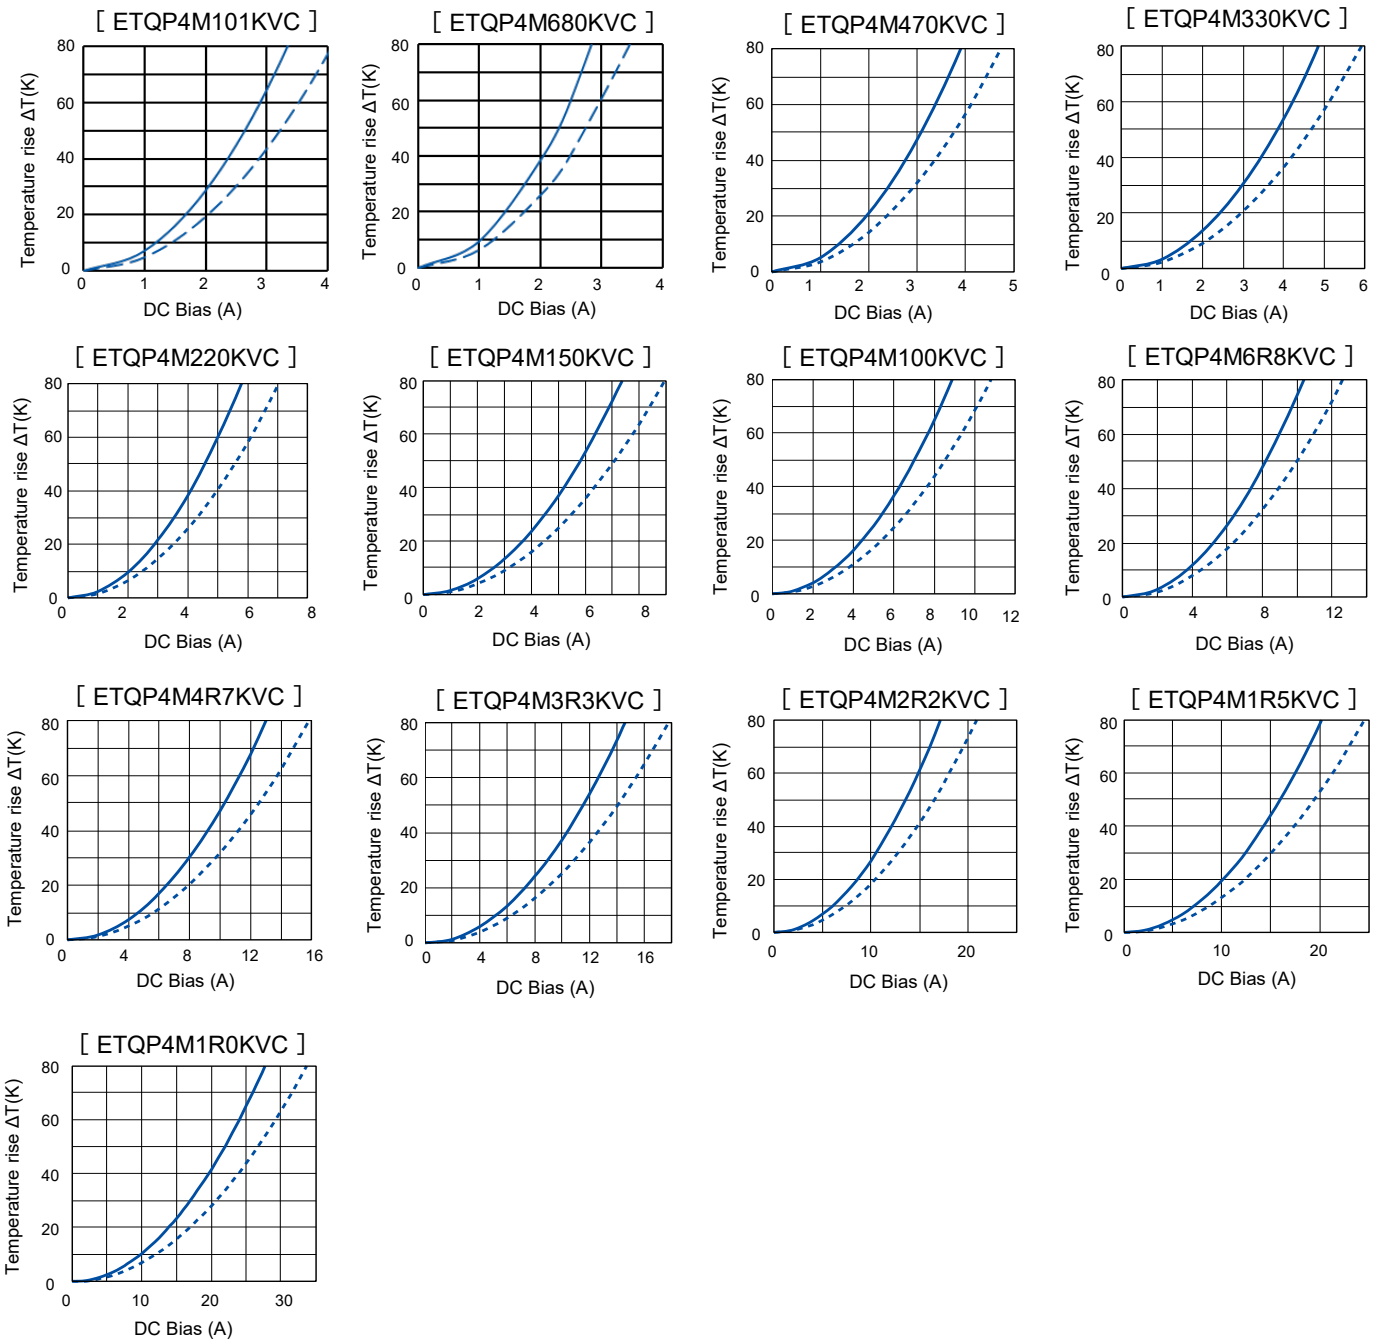 [ ETQP4M101KVC ]
Temperature rise ΔT(K)
80
60
40
20
0
0 1 2 3 4
DC Bias (A)
[ ETQP4M680KVC ]
Temperature rise ΔT(K)
80
60
40
20
0
0 1 2 3 4
DC Bias (A)
[ ETQP4M470KVC ]
Temperature rise ΔT(K)
80
60
40
20
0
0 1 2 3 4 5
DC Bias (A)
[ ETQP4M330KVC ]
Temperature rise ΔT(K)
80
60
40
20
0
0 1 2 3 4 5 6
DC Bias (A)
[ ETQP4M220KVC ]
Temperature rise ΔT(K)
80
60
40
20
0
0 2 4 6 8
DC Bias (A)
[ ETQP4M150KVC ]
Temperature rise ΔT(K)
80
60
40
20
0
0 2 4 6 8
DC Bias (A)
[ ETQP4M100KVC ]
Temperature rise ΔT(K)
80
60
40
20
0
0 2 4 6 8 10 12
DC Bias (A)
[ ETQP4M6R8KVC ]
Temperature rise ΔT(K)
80
60
40
20
0
0 4 8 12
DC Bias (A)
[ ETQP4M4R7KVC ]
Temperature rise ΔT(K)
80
60
40
20
0
0 4 8 12 16
DC Bias (A)
[ ETQP4M3R3KVC ]
Temperature rise ΔT(K)
80
60
40
20
0
0 4 8 12 16
DC Bias (A)
[ ETQP4M2R2KVC ]
Temperature rise ΔT(K)
80
60
40
20
0
0 10 20
DC Bias (A)
[ ETQP4M1R5KVC ]
Temperature rise ΔT(K)
80
60
40
20
0
0 10 20
DC Bias (A)
[ ETQP4M1R0KVC ]
Temperature rise ΔT(K)
80
60
40
20
0
0 10 20 30
DC Bias (A)